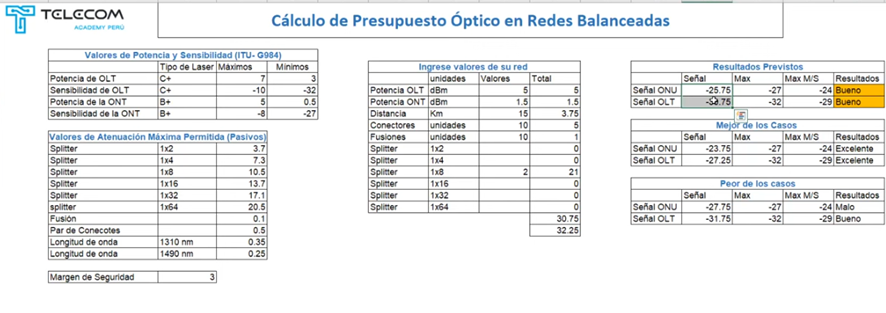 TELECOM
ACADEMY PERÚ
Cálculo de Presupuesto Óptico en Redes Balanceadas
Valores de Potencia y Sensibilidad (ITU- G984)
Tipo de Laser Máximos Mínimos
Potencia de OLT C+ 7 3
Sensibilidad de OLT C+ -10 -32
Potencia de la ONT B+ 5 0.5
Sensibilidad de la ONT B+ -8 -27
Valores de Atenuación Máxima Permitida (Pasivos)
Splitter 1x2 3.7
Splitter 1x4 7.3
Splitter 1x8 10.5
Splitter 1x16 13.7
Splitter 1x32 17.1
splitter 1x64 20.5
Fusión 0.1
Par de Conecotes 0.5
Longitud de onda 1310 nm 0.35
Longitud de onda 1490 nm 0.25
Margen de Seguridad 3
Ingrese valores de su red
unidades Valores Total
Potencia OLT dBm 5 5
Potencia ONT dBm 1.5 1.5
Distancia Km 15 3.75
Conectores unidades 10 5
Fusiones unidades 10 1
Splitter 1x2 0
Splitter 1x4 0
Splitter 1x8 2 21
Splitter 1x16 0
Splitter 1x32 0
Splitter 1x64 0
30.75
32.25
Resultados Previstos
Señal Max Max M/S Resultados
Señal ONU -25.75 -27 -24 Bueno
Señal OLT -32 -29 Bueno
Mejor de los Casos
Señal Max Max M/S Resultados
Señal ONU -23.75 -27 -24 Excelente
Señal OLT -27.25 -32 -29 Excelente
Peor de los casos
Señal Max Max M/S Resultados
Señal ONU -27.75 -27 -24 Malo
Señal OLT -31.75 -32 -29 Bueno